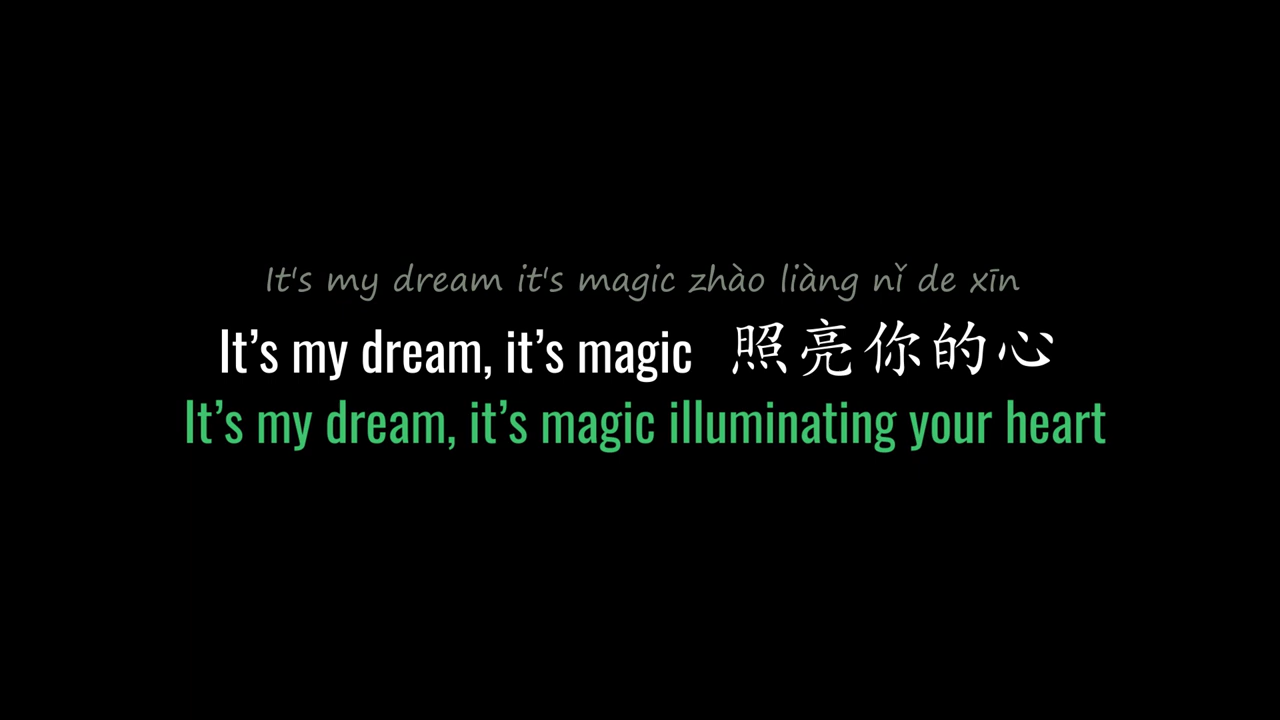 It's my dream it's magic zhào liàng nǐ de xīn
It’s my dream, it’s magic 照亮你的心
It’s my dream, it’s magic illuminating your heart